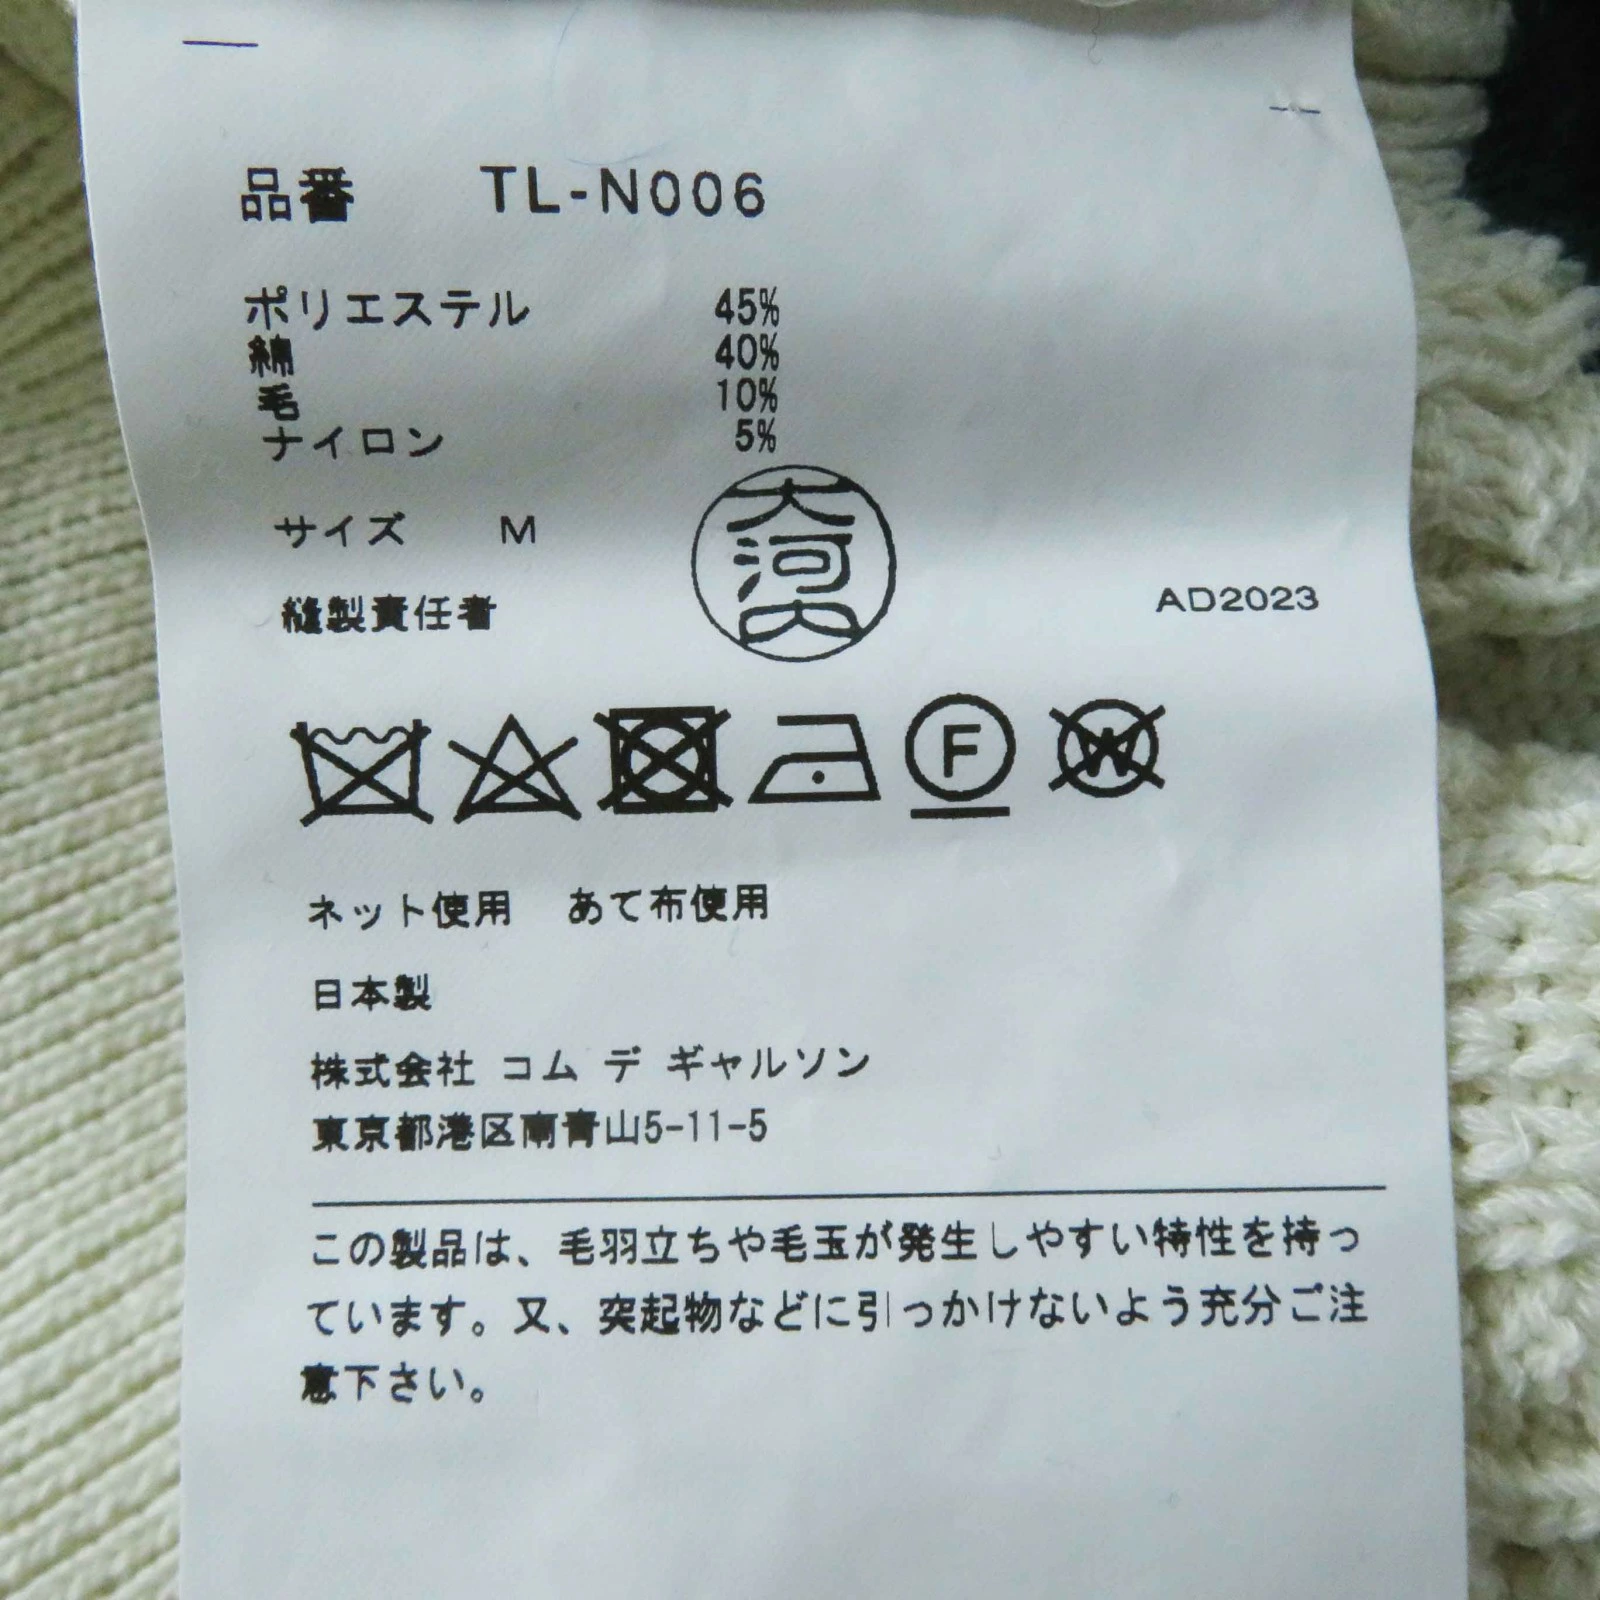 品番 TL-N006
ポリエステル 45%
綿 40%
毛 10%
ナイロン 5%
サイズ M
大河内
縫製責任者
AD2023
F W
ネット使用 あて布使用
日本製
株式会社 コム デ ギャルソン
東京都港区南青山5-11-5
この製品は、毛羽立ちや毛玉が発生しやすい特性を持っ
ています。又、突起物などに引っかけないよう充分ご注
意下さい。